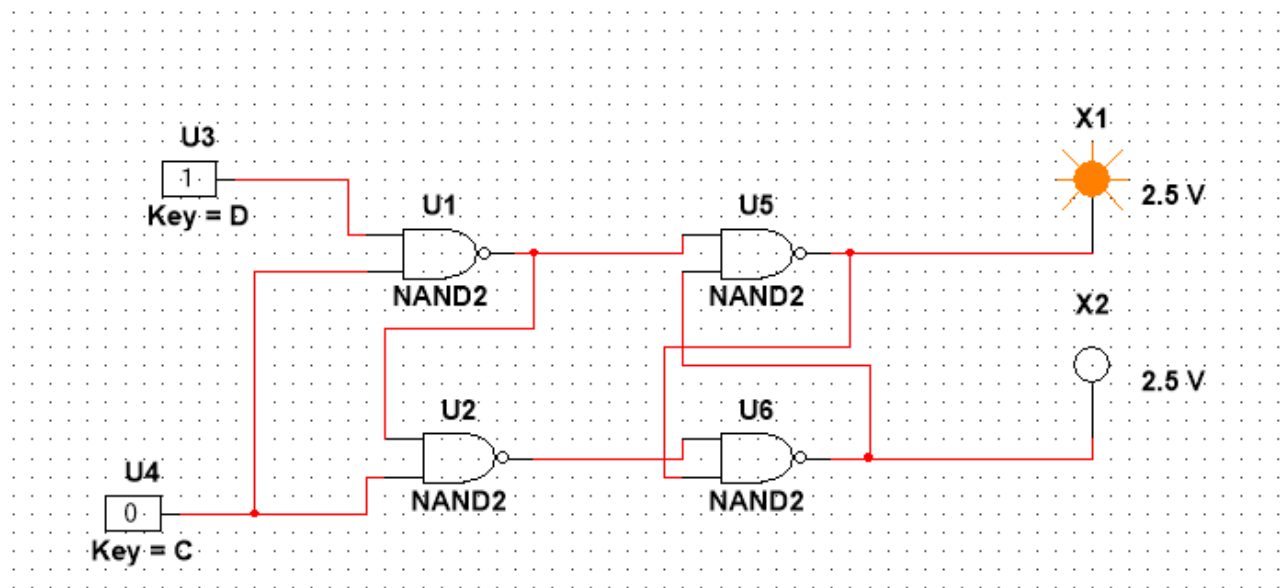 X1
2.5 V
U3
1
Key = D
U1
NAND2
U5
NAND2
X2
2.5 V
U2
NAND2
U6
NAND2
U4
0
Key = C